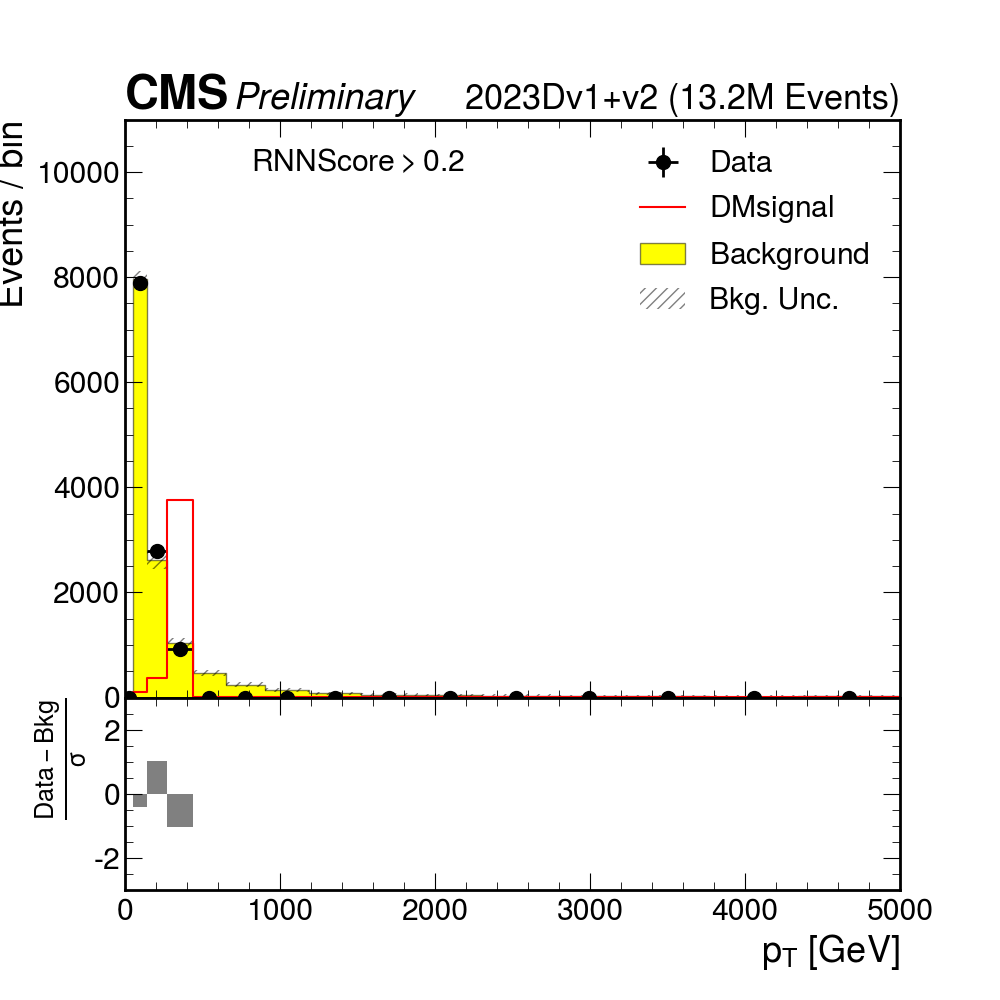 CMS Preliminary 2023Dv1+v2 (13.2M Events)
RNNScore > 0.2
Data
DMsignal
Background
Bkg. Unc.
Events / bin
10000
8000
6000
4000
2000
0
Data – Bkg
σ
2
0
-2
0 1000 2000 3000 4000 5000
p_T [GeV]